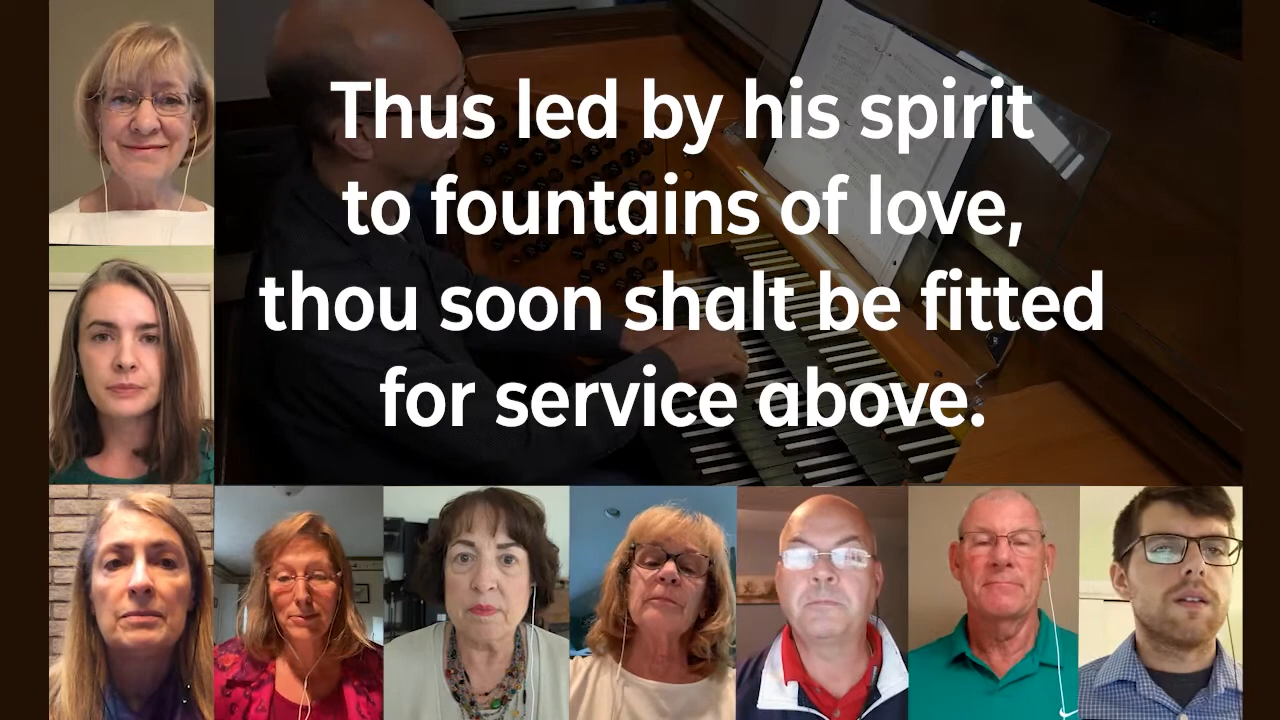 Thus led by his spirit
to fountains of love,
thou soon shalt be fitted
for service above.